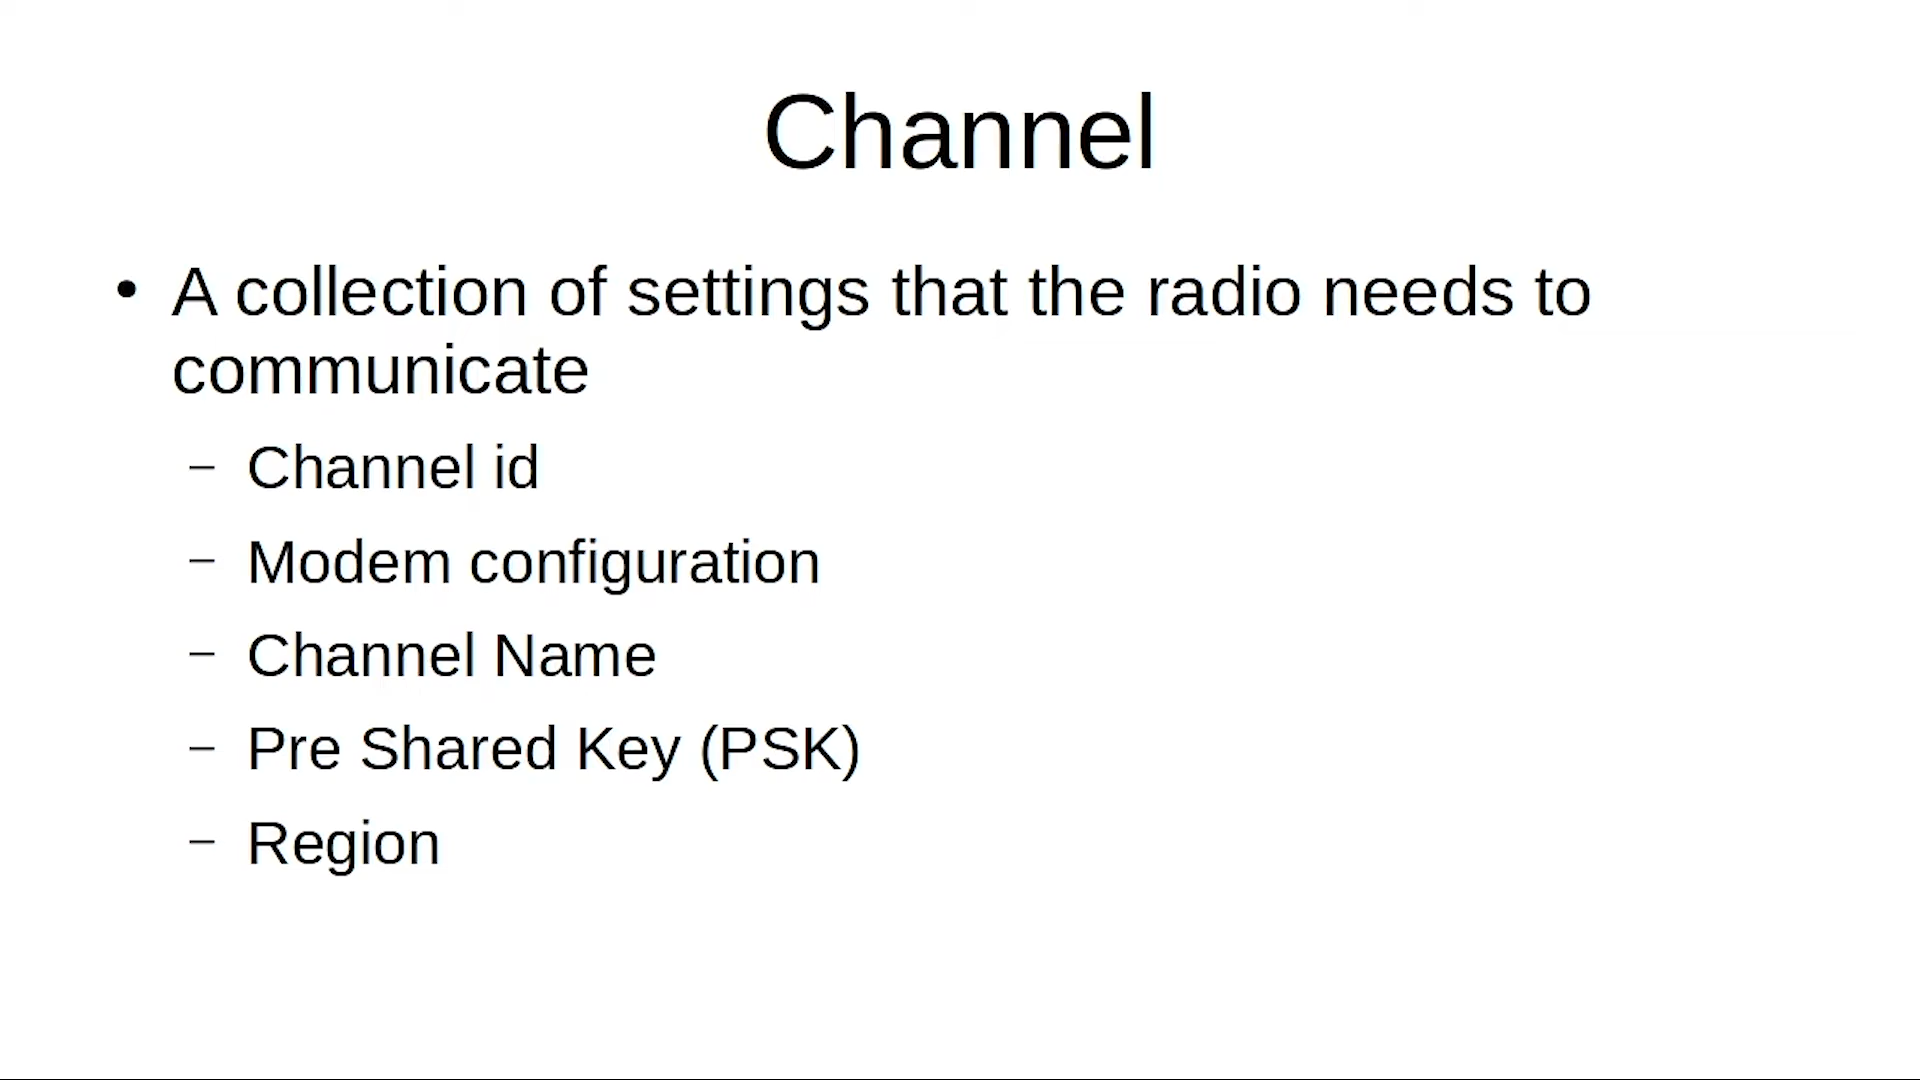 Channel
• A collection of settings that the radio needs to
communicate
– Channel id
– Modem configuration
– Channel Name
– Pre Shared Key (PSK)
– Region